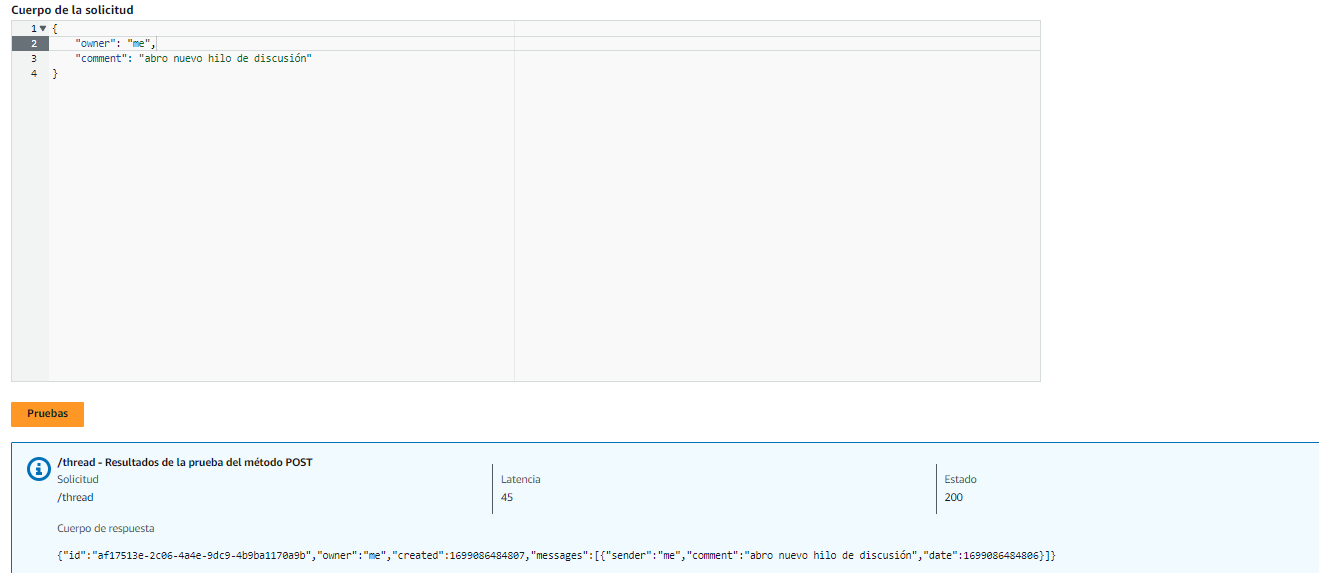 Cuerpo de la solicitud
1 {
2 "owner": "me",
3 "comment": "abro nuevo hilo de discusión"
4 }
Pruebas
/thread - Resultados de la prueba del método POST
Solicitud Latencia Estado
/thread 45 200
Cuerpo de respuesta
{"id":"af17513e-2c06-4a4e-9dc9-4b9ba1170a9b","owner":"me","created":1699086484807,"messages":[{"sender":"me","comment":"abro nuevo hilo de discusión","date":1699086484806}]}